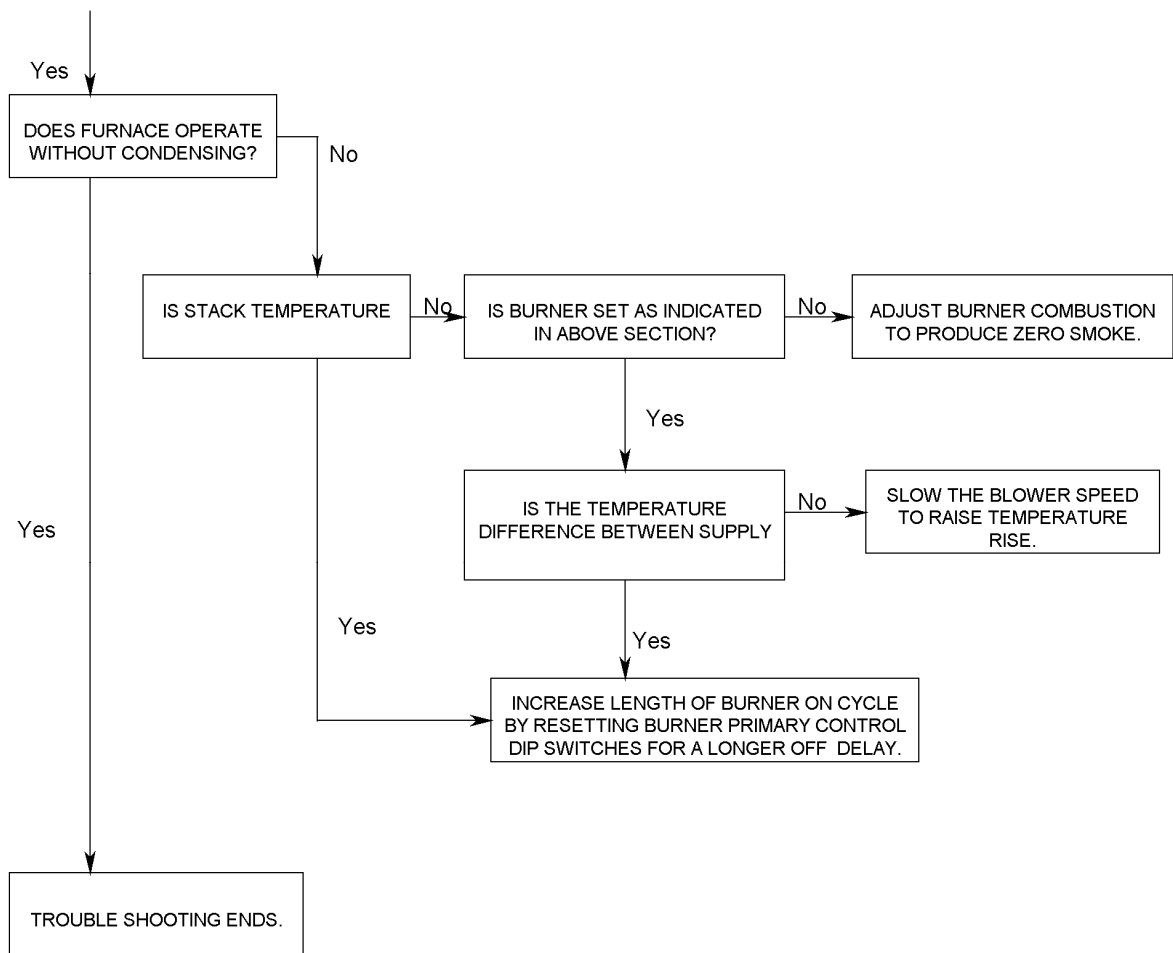 Yes
DOES FURNACE OPERATE
WITHOUT CONDENSING?
No
IS STACK TEMPERATURE
No
IS BURNER SET AS INDICATED
IN ABOVE SECTION?
No
ADJUST BURNER COMBUSTION
TO PRODUCE ZERO SMOKE.
Yes
Yes
IS THE TEMPERATURE
DIFFERENCE BETWEEN SUPPLY
No
SLOW THE BLOWER SPEED
TO RAISE TEMPERATURE
RISE.
Yes
Yes
INCREASE LENGTH OF BURNER ON CYCLE
BY RESETTING BURNER PRIMARY CONTROL
DIP SWITCHES FOR A LONGER OFF DELAY.
TROUBLE SHOOTING ENDS.